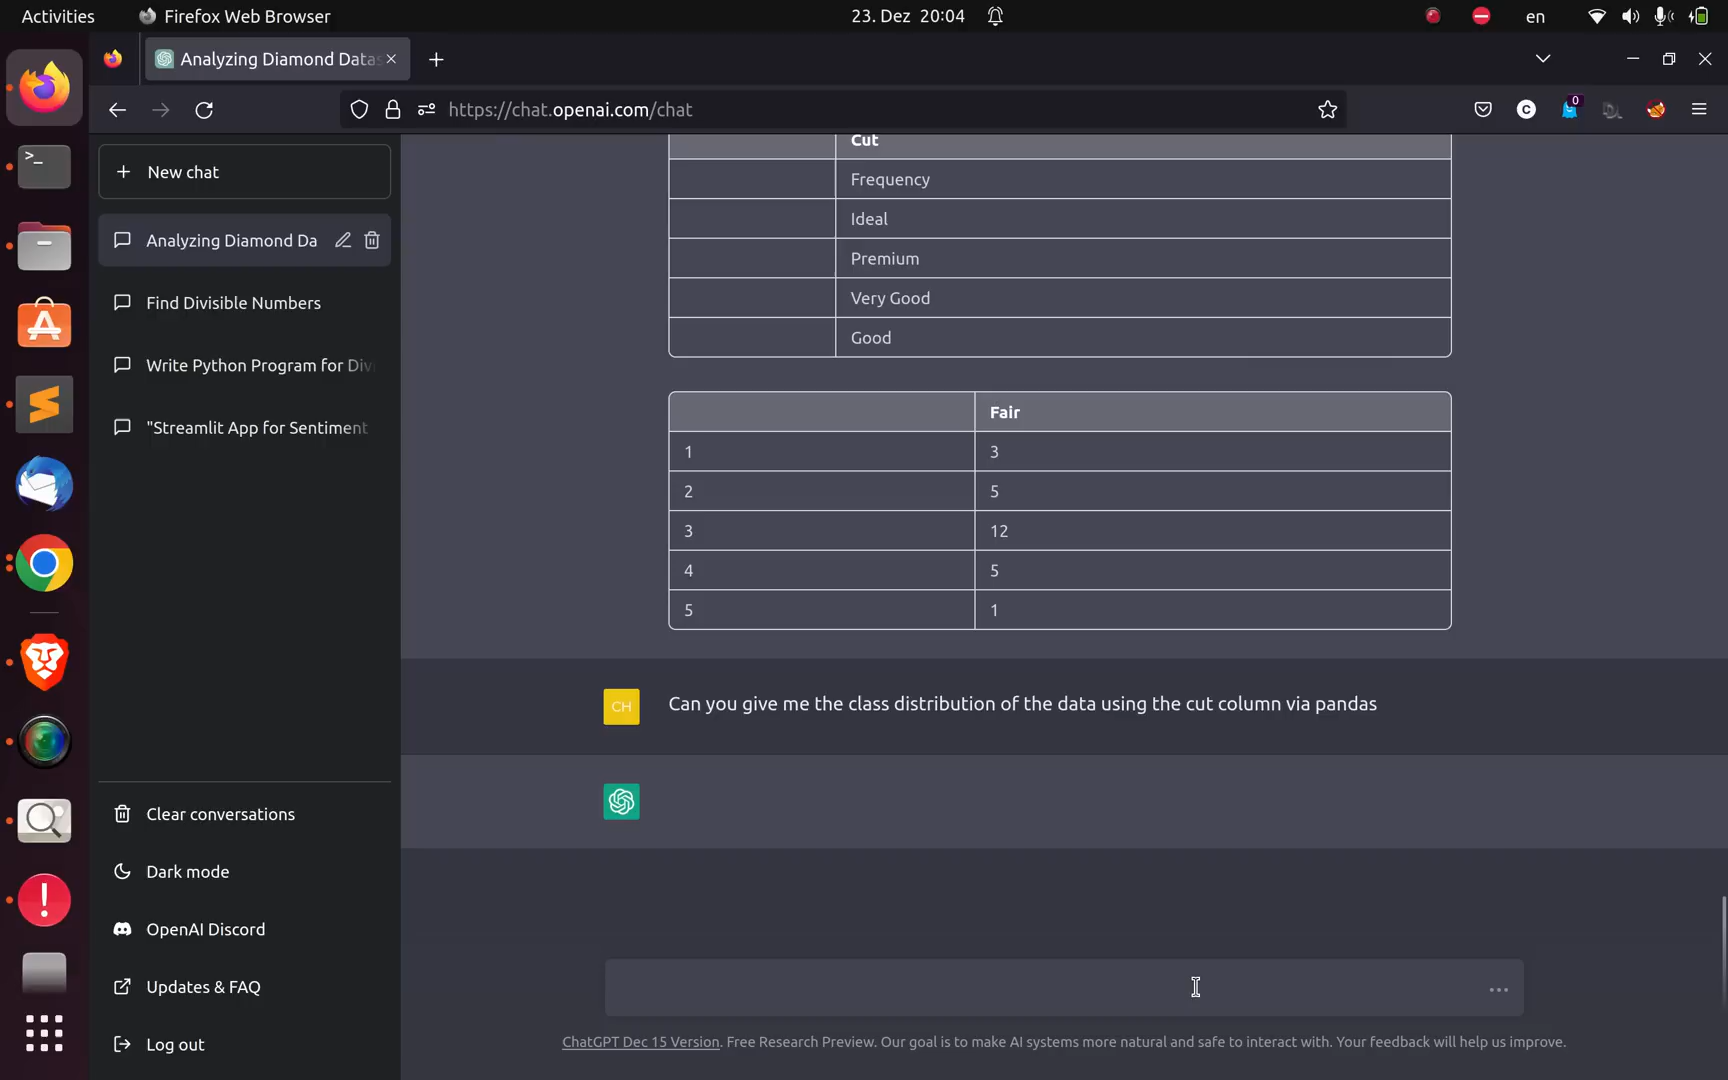 Activities
Firefox Web Browser
23. Dez 20:04
en
Analyzing Diamond Datas
https://chat.openai.com/chat
0
New chat
Analyzing Diamond Da
Find Divisible Numbers
Write Python Program for Div
"Streamlit App for Sentiment
Clear conversations
Dark mode
OpenAI Discord
Updates & FAQ
Log out
Cut
Frequency
Ideal
Premium
Very Good
Good
Fair
1 3
2 5
3 12
4 5
5 1
CH Can you give me the class distribution of the data using the cut column via pandas
ChatGPT Dec 15 Version. Free Research Preview. Our goal is to make AI systems more natural and safe to interact with. Your feedback will help us improve.